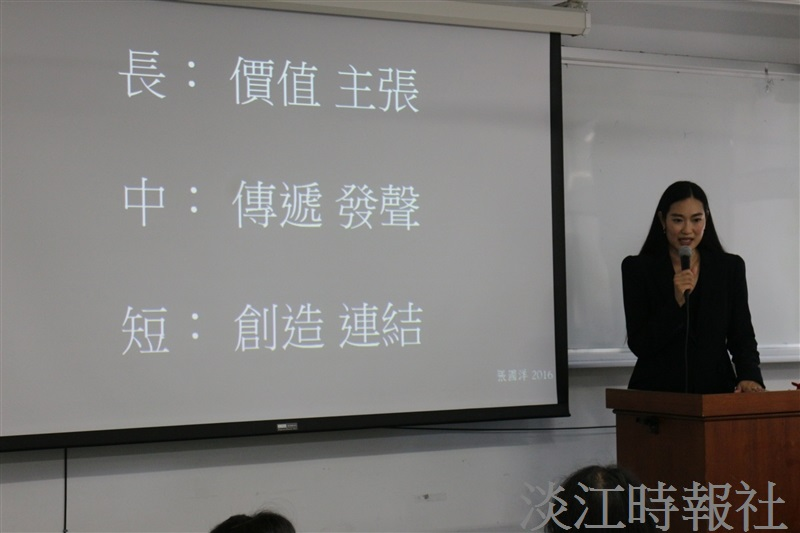 長： 價值 主張
中： 傳遞 發聲
短： 創造 連結
張國洋 2016
淡江時報社